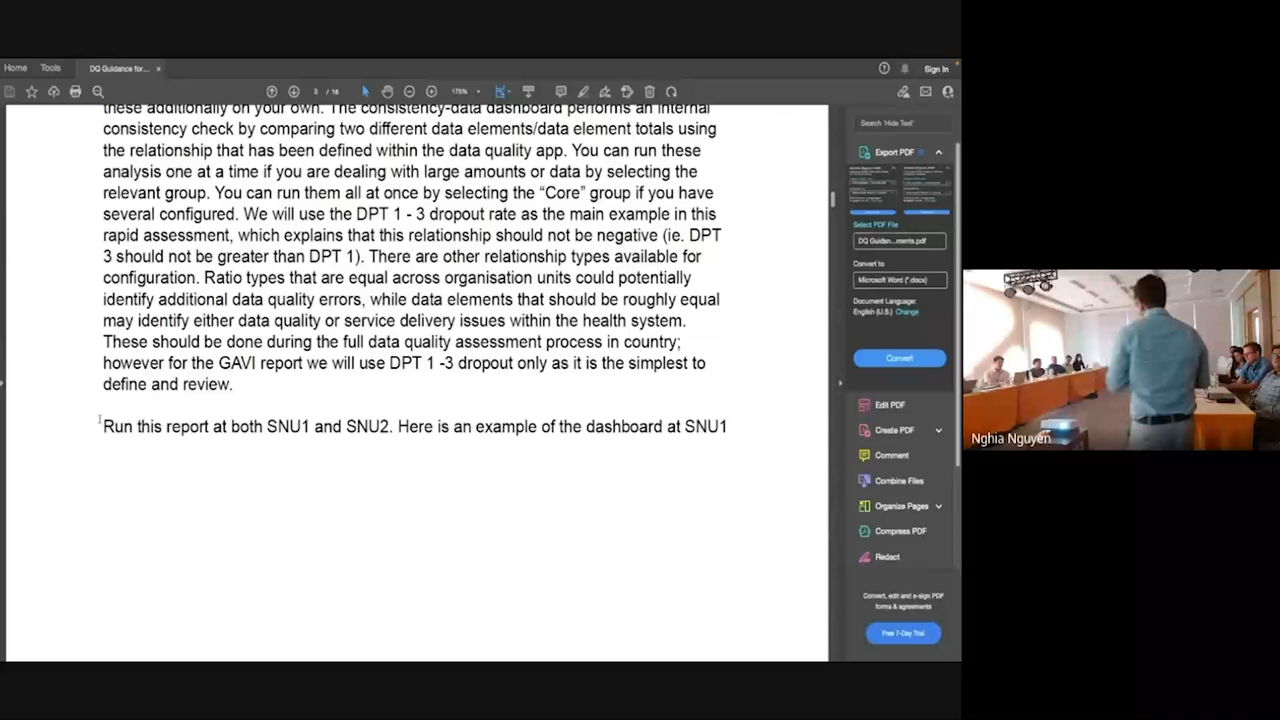 Home Tools DQ Guidance for... × Sign In
3 / 16 175%
these additionally on your own. The consistency-data dashboard performs an internal
consistency check by comparing two different data elements/data element totals using
the relationship that has been defined within the data quality app. You can run these
analysis one at a time if you are dealing with large amounts or data by selecting the
relevant group. You can run them all at once by selecting the “Core” group if you have
several configured. We will use the DPT 1 - 3 dropout rate as the main example in this
rapid assessment, which explains that this relationship should not be negative (ie. DPT
3 should not be greater than DPT 1). There are other relationship types available for
configuration. Ratio types that are equal across organisation units could potentially
identify additional data quality errors, while data elements that should be roughly equal
may identify either data quality or service delivery issues within the health system.
These should be done during the full data quality assessment process in country;
however for the GAVI report we will use DPT 1 -3 dropout only as it is the simplest to
define and review.
Run this report at both SNU1 and SNU2. Here is an example of the dashboard at SNU1
Search 'Hide Text'
Export PDF
Select PDF File
DQ Guidan...ments.pdf
Convert to
Microsoft Word (*.docx)
Document Language:
English (U.S.) Change
Convert
Edit PDF
Create PDF
Comment
Combine Files
Organize Pages
Compress PDF
Redact
Convert, edit and e-sign PDF
forms & agreements
Free 7-Day Trial
Nghia Nguyen